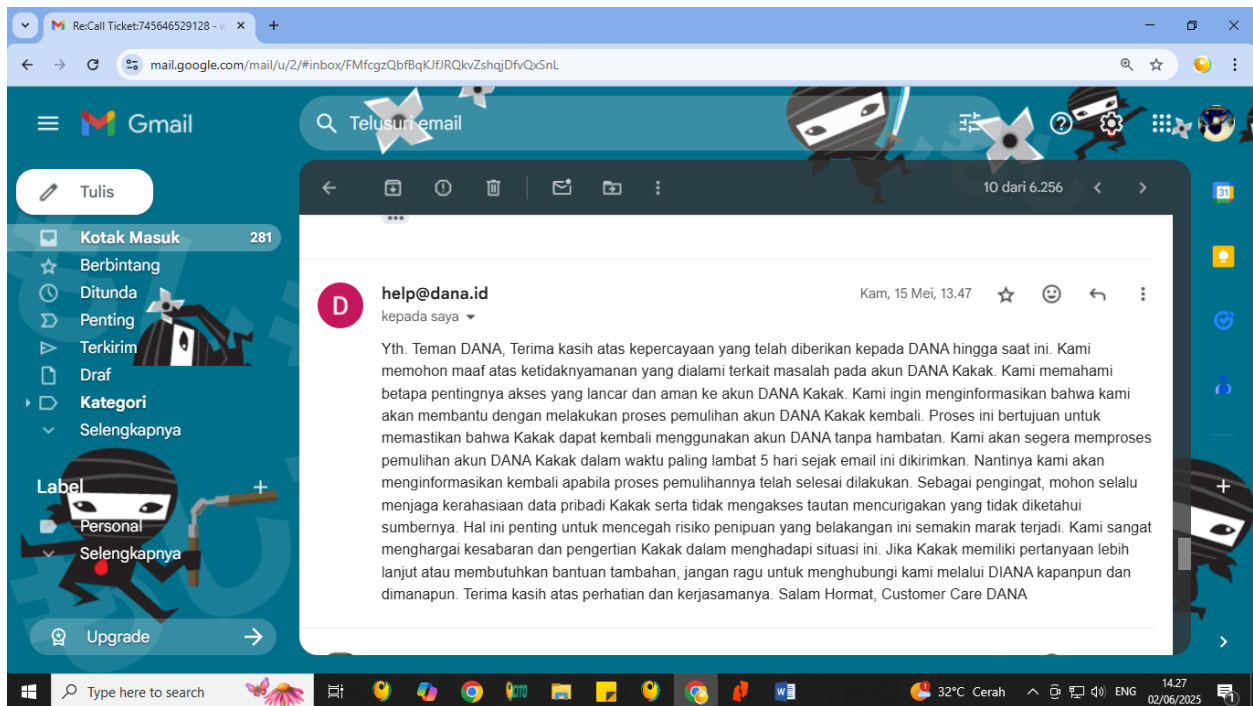 Re:Call Ticket:745646529128 -
mail.google.com/mail/u/2/#inbox/FMfcgzQbfBqKJfJRQkvZshqjDfvQxSnL
Gmail
Telusuri email
Tulis
10 dari 6.256
31
Kotak Masuk 281
Berbintang
Ditunda
Penting
Terkirim
Draf
Kategori
Selengkapnya
Label
Personal
Selengkapnya
Upgrade
D
help@dana.id
Kam, 15 Mei, 13.47
kepada saya
Yth. Teman DANA, Terima kasih atas kepercayaan yang telah diberikan kepada DANA hingga saat ini. Kami
memohon maaf atas ketidaknyamanan yang dialami terkait masalah pada akun DANA Kakak. Kami memahami
betapa pentingnya akses yang lancar dan aman ke akun DANA Kakak. Kami ingin menginformasikan bahwa kami
akan membantu dengan melakukan proses pemulihan akun DANA Kakak kembali. Proses ini bertujuan untuk
memastikan bahwa Kakak dapat kembali menggunakan akun DANA tanpa hambatan. Kami akan segera memproses
pemulihan akun DANA Kakak dalam waktu paling lambat 5 hari sejak email ini dikirimkan. Nantinya kami akan
menginformasikan kembali apabila proses pemulihannya telah selesai dilakukan. Sebagai pengingat, mohon selalu
menjaga kerahasiaan data pribadi Kakak serta tidak mengakses tautan mencurigakan yang tidak diketahui
sumbernya. Hal ini penting untuk mencegah risiko penipuan yang belakangan ini semakin marak terjadi. Kami sangat
menghargai kesabaran dan pengertian Kakak dalam menghadapi situasi ini. Jika Kakak memiliki pertanyaan lebih
lanjut atau membutuhkan bantuan tambahan, jangan ragu untuk menghubungi kami melalui DIANA kapanpun dan
dimanapun. Terima kasih atas perhatian dan kerjasamanya. Salam Hormat, Customer Care DANA
Type here to search
32°C Cerah
ENG
14.27
02/06/2025